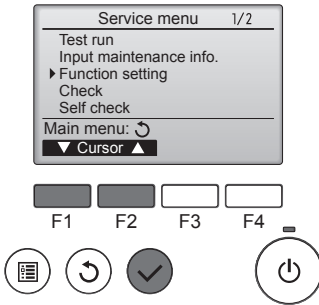 Service menu 1/2
Test run
Input maintenance info.
Function setting
Check
Self check
Main menu:
▼ Cursor ▲
F1 F2 F3 F4